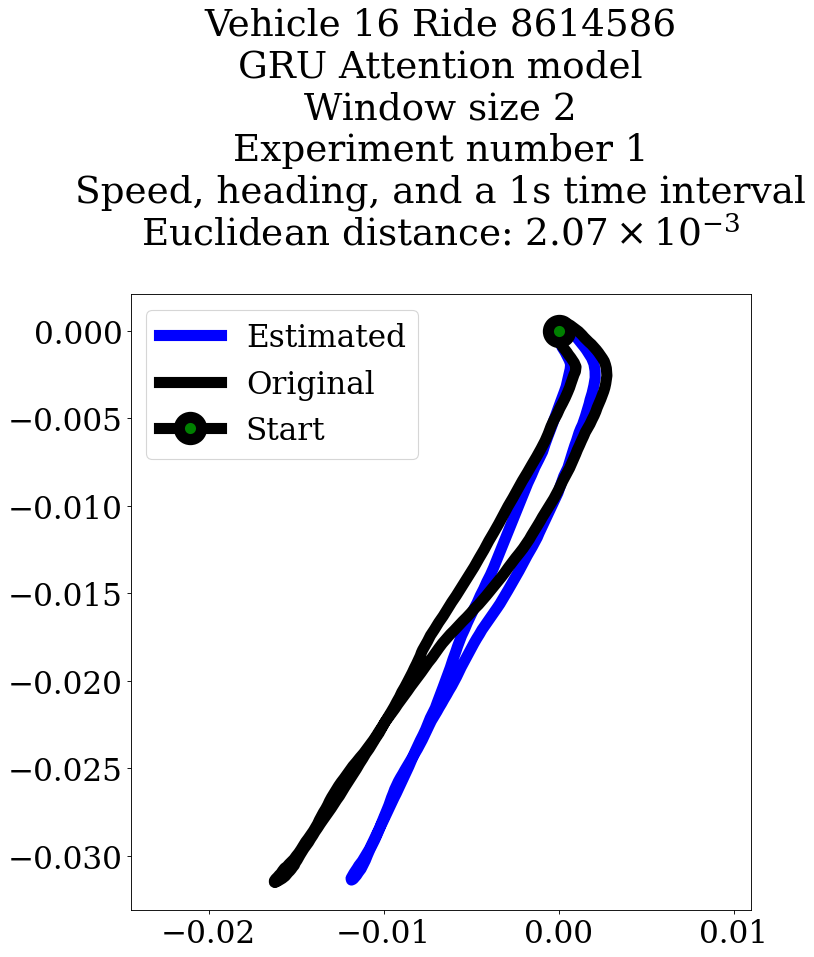 Vehicle 16 Ride 8614586
GRU Attention model
Window size 2
Experiment number 1
Speed, heading, and a 1s time interval
Euclidean distance: 2.07 × 10⁻³
Estimated
Original
Start
0.000
−0.005
−0.010
−0.015
−0.020
−0.025
−0.030
−0.02
−0.01
0.00
0.01